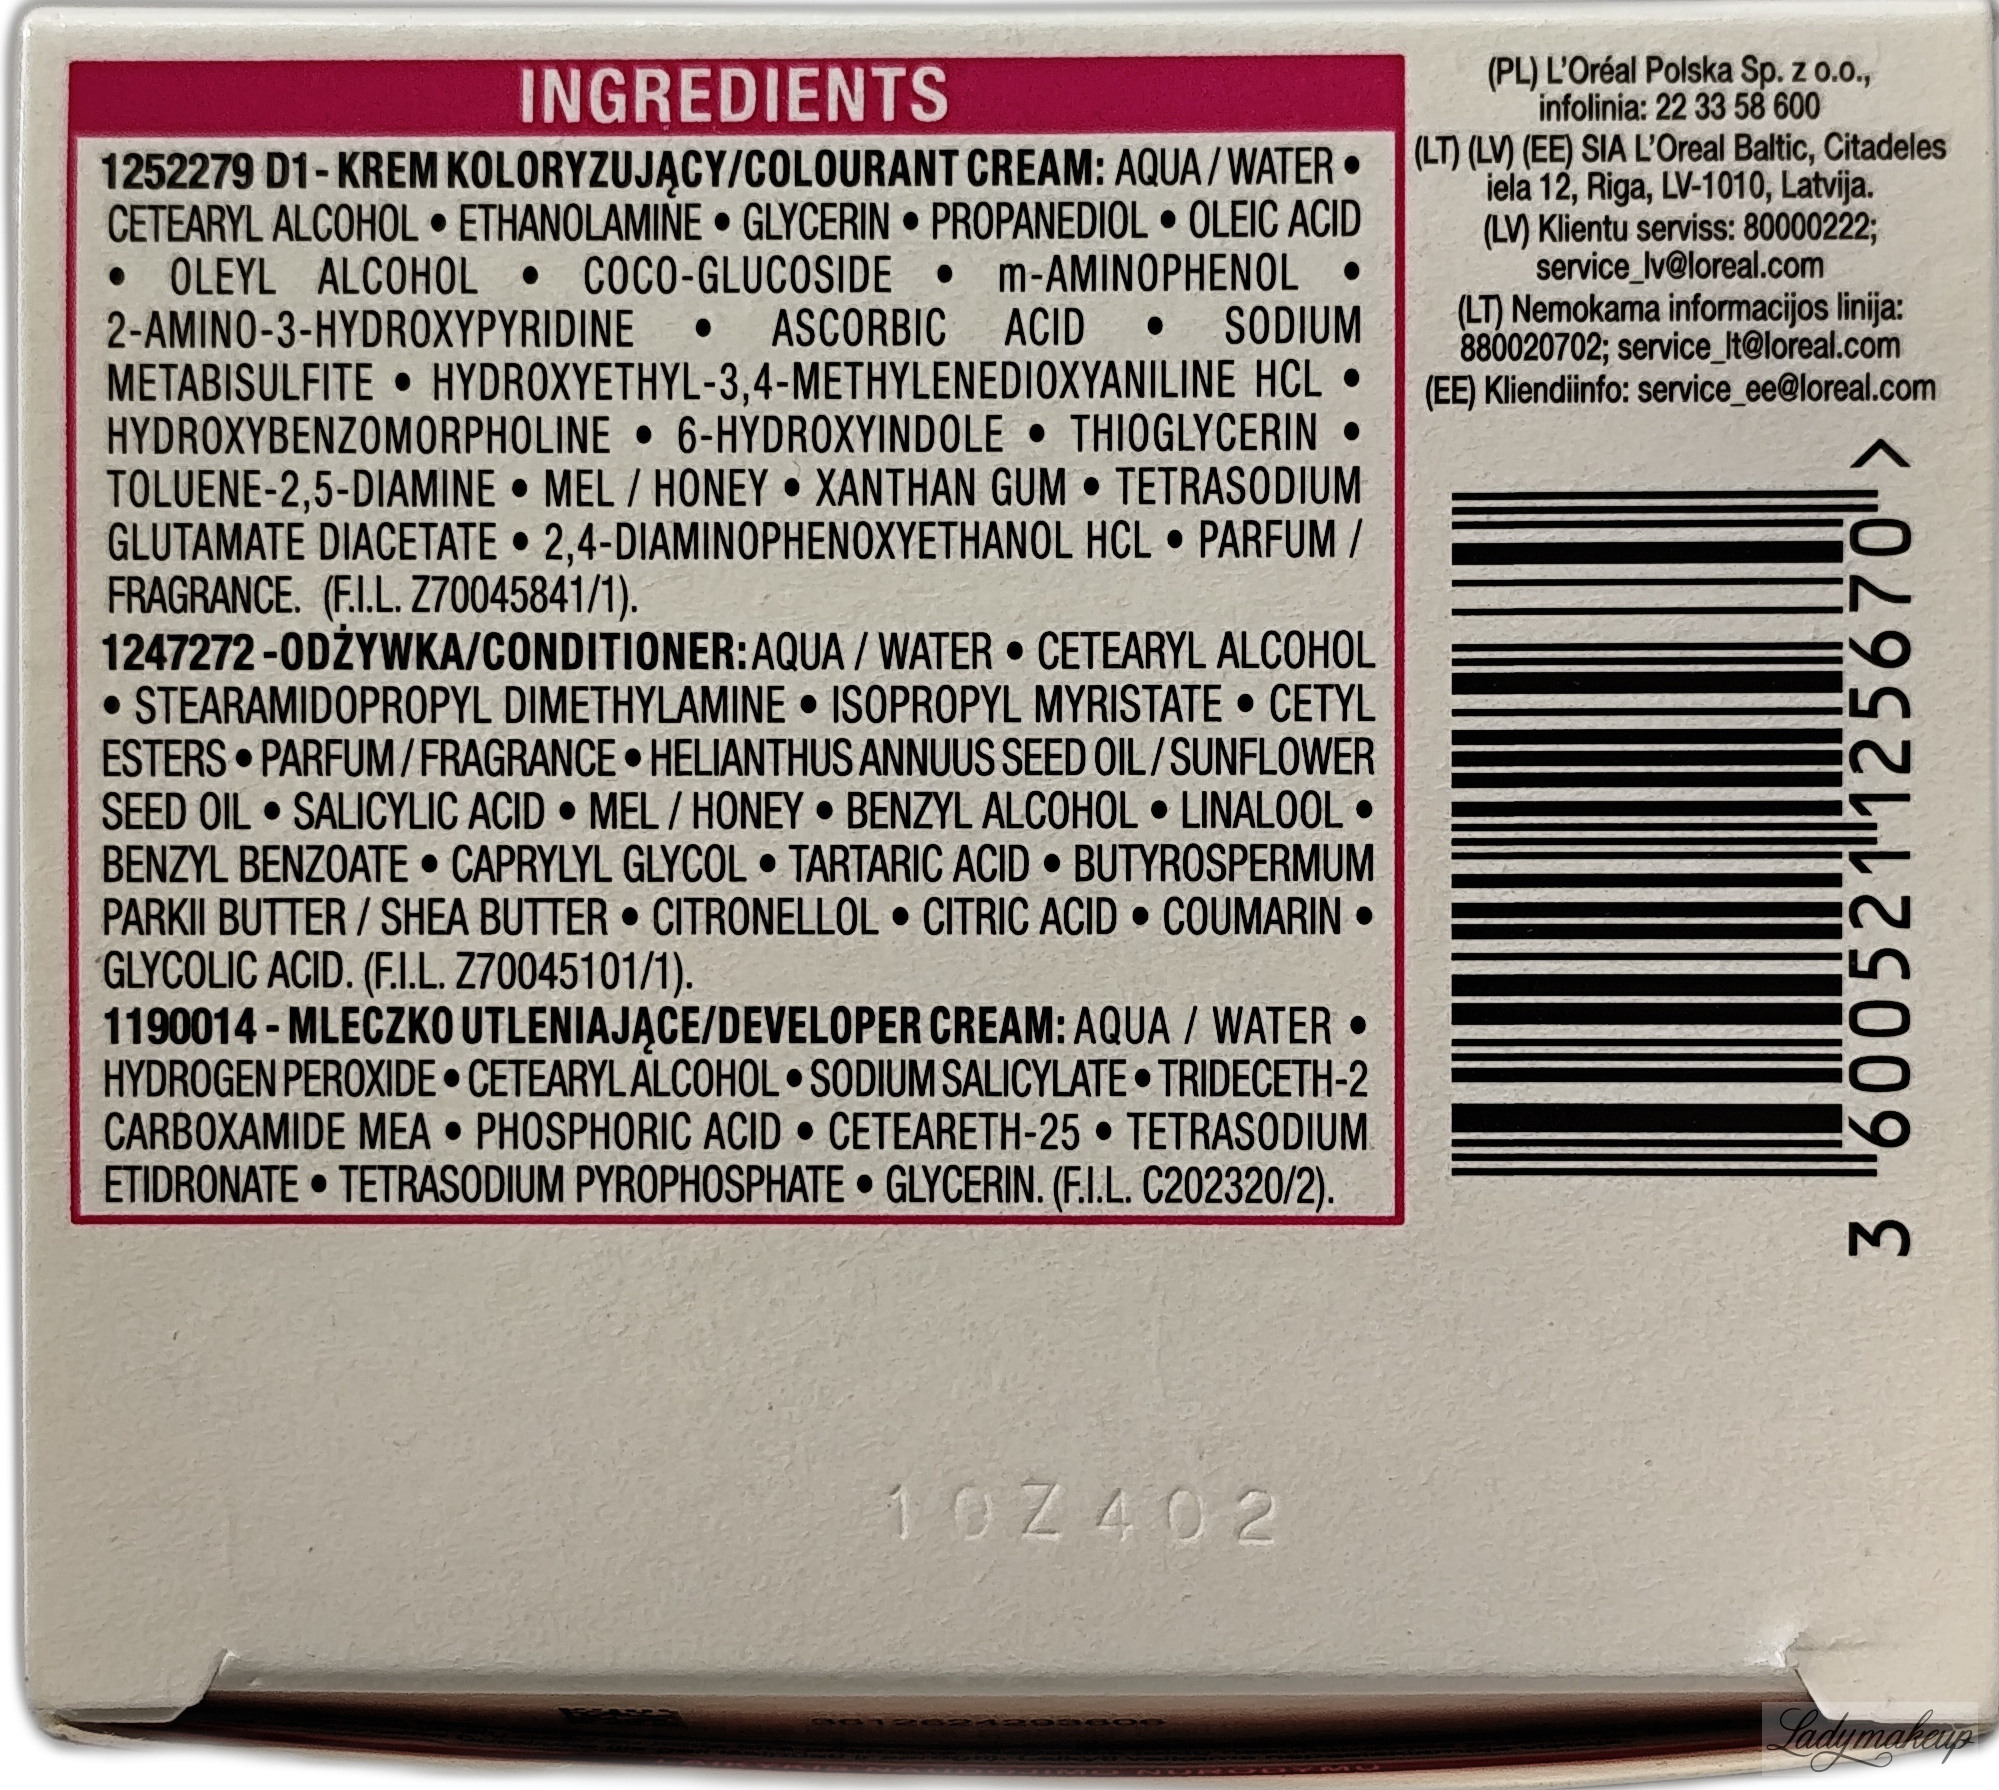 INGREDIENTS
1252279 D1- KREM KOLORYZUJĄCY/COLOURANT CREAM: AQUA / WATER •
CETEARYL ALCOHOL • ETHANOLAMINE • GLYCERIN • PROPANEDIOL • OLEIC ACID
• OLEYL ALCOHOL • COCO-GLUCOSIDE • m-AMINOPHENOL •
2-AMINO-3-HYDROXYPYRIDINE • ASCORBIC ACID • SODIUM
METABISULFITE • HYDROXYETHYL-3,4-METHYLENEDIOXYANILINE HCL •
HYDROXYBENZOMORPHOLINE • 6-HYDROXYINDOLE • THIOGLYCERIN •
TOLUENE-2,5-DIAMINE • MEL / HONEY • XANTHAN GUM • TETRASODIUM
GLUTAMATE DIACETATE • 2,4-DIAMINOPHENOXYETHANOL HCL • PARFUM /
FRAGRANCE. (F.I.L. Z70045841/1).
1247272 -ODŻYWKA/CONDITIONER: AQUA / WATER • CETEARYL ALCOHOL
• STEARAMIDOPROPYL DIMETHYLAMINE • ISOPROPYL MYRISTATE • CETYL
ESTERS • PARFUM / FRAGRANCE • HELIANTHUS ANNUUS SEED OIL / SUNFLOWER
SEED OIL • SALICYLIC ACID • MEL / HONEY • BENZYL ALCOHOL • LINALOOL •
BENZYL BENZOATE • CAPRYLYL GLYCOL • TARTARIC ACID • BUTYROSPERMUM
PARKII BUTTER / SHEA BUTTER • CITRONELLOL • CITRIC ACID • COUMARIN •
GLYCOLIC ACID. (F.I.L. Z70045101/1).
1190014 - MLECZKO UTLENIAJĄCE/DEVELOPER CREAM: AQUA / WATER •
HYDROGEN PEROXIDE • CETEARYL ALCOHOL • SODIUM SALICYLATE • TRIDECETH-2
CARBOXAMIDE MEA • PHOSPHORIC ACID • CETEARETH-25 • TETRASODIUM
ETIDRONATE • TETRASODIUM PYROPHOSPHATE • GLYCERIN. (F.I.L. C202320/2).
(PL) L'Oréal Polska Sp. z o.o.,
infolinia: 22 33 58 600
(LT) (LV) (EE) SIA L'Oreal Baltic, Citadeles
iela 12, Riga, LV-1010, Latvija.
(LV) Klientu serviss: 80000222;
service_lv@loreal.com
(LT) Nemokama informacijos linija:
880020702; service_lt@loreal.com
(EE) Kliendiinfo: service_ee@loreal.com
3 600521 125670 >
10Z402
Ladymakeup